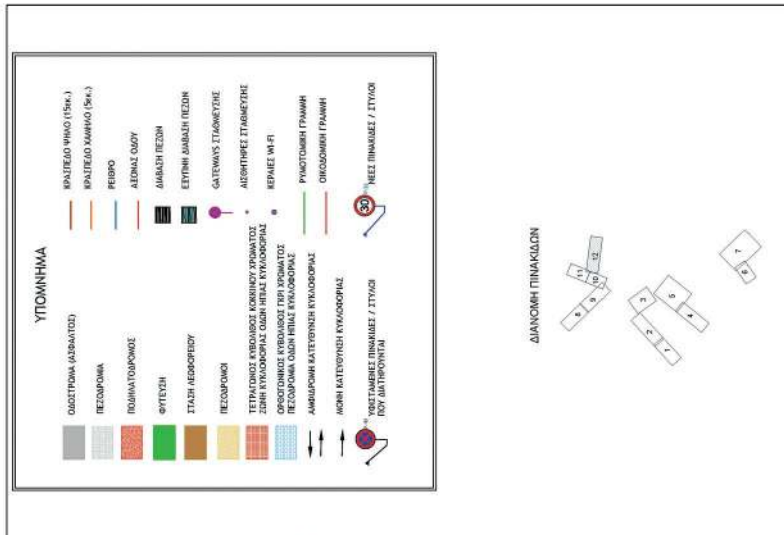 ΥΠΟΜΝΗΜΑ
ΟΔΟΣΤΡΩΜΑ (ΑΣΦΑΛΤΟΣ)
ΠΕΖΟΔΡΟΜΙΑ
ΠΟΔΗΛΑΤΟΔΡΟΜΟΣ
ΦΥΤΕΥΣΗ
ΣΤΑΣΗ ΛΕΩΦΟΡΕΙΟΥ
ΠΕΖΟΔΡΟΜΟΙ
ΤΕΤΡΑΓΩΝΟΣ ΚΥΒΟΛΙΘΟΣ ΚΟΚΚΙΝΟΥ ΧΡΩΜΑΤΟΣ
ΖΩΝΗ ΚΥΚΛΟΦΟΡΙΑΣ ΟΔΩΝ ΗΠΙΑΣ ΚΥΚΛΟΦΟΡΙΑΣ
ΟΡΘΟΓΩΝΙΚΟΣ ΚΥΒΟΛΙΘΟΣ ΓΚΡΙ ΧΡΩΜΑΤΟΣ
ΠΕΖΟΔΡΟΜΙΑ ΟΔΩΝ ΗΠΙΑΣ ΚΥΚΛΟΦΟΡΙΑΣ
ΑΜΦΙΔΡΟΜΗ ΚΑΤΕΥΘΥΝΣΗ ΚΥΚΛΟΦΟΡΙΑΣ
ΜΟΝΗ ΚΑΤΕΥΘΥΝΣΗ ΚΥΚΛΟΦΟΡΙΑΣ
ΥΦΙΣΤΑΜΕΝΕΣ ΠΙΝΑΚΙΔΕΣ / ΣΤΥΛΟΙ
ΠΟΥ ΔΙΑΤΗΡΟΥΝΤΑΙ
ΚΡΑΣΠΕΔΟ ΨΗΛΟ (15εκ.)
ΚΡΑΣΠΕΔΟ ΧΑΜΗΛΟ (5εκ)
ΡΕΙΘΡΟ
ΑΞΟΝΑΣ ΟΔΟΥ
ΔΙΑΒΑΣΗ ΠΕΖΩΝ
ΕΞΥΠΝΗ ΔΙΑΒΑΣΗ ΠΕΖΩΝ
GATEWAYS ΣΤΑΘΜΕΥΣΗΣ
ΑΙΣΘΗΤΗΡΕΣ ΣΤΑΘΜΕΥΣΗΣ
ΚΕΡΑΙΕΣ WI-FI
ΡΥΜΟΤΟΜΙΚΗ ΓΡΑΜΜΗ
ΟΙΚΟΔΟΜΙΚΗ ΓΡΑΜΜΗ
30
ΝΕΕΣ ΠΙΝΑΚΙΔΕΣ / ΣΤΥΛΟΙ
ΔΙΑΝΟΜΗ ΠΙΝΑΚΙΔΩΝ
1
2
3
4
5
6
7
8
9
10
11
12